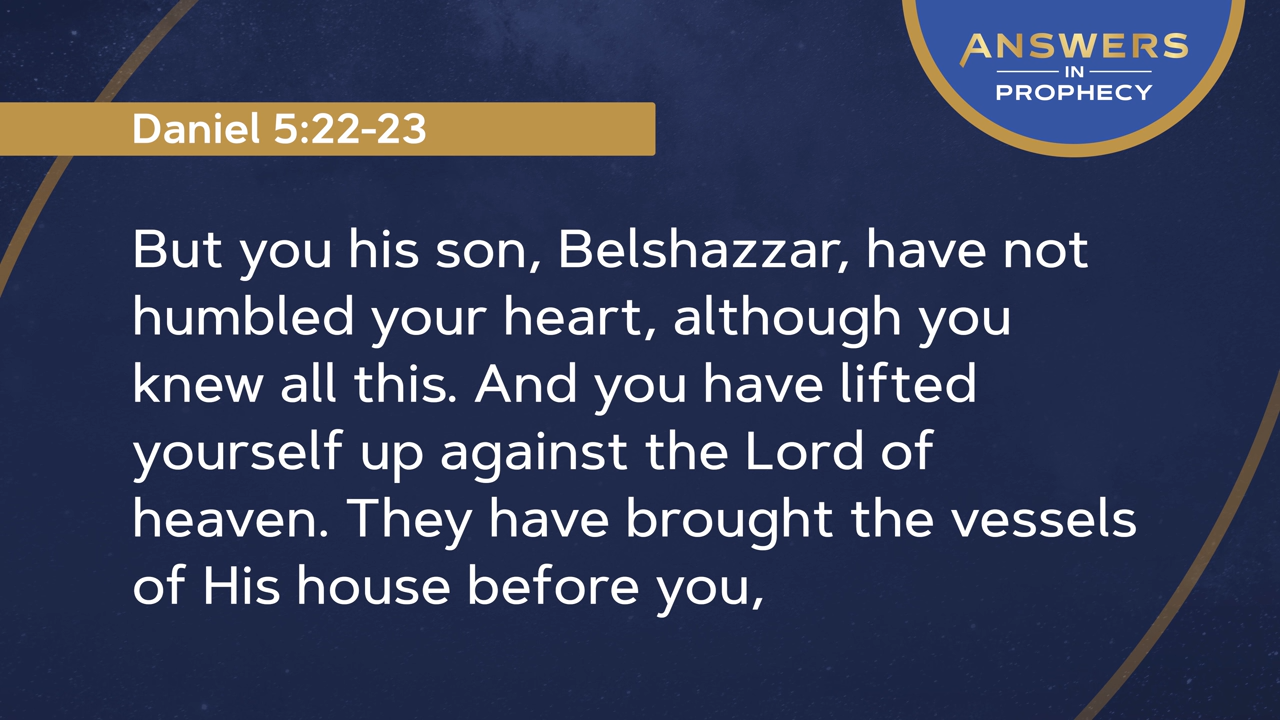 ANSWERS
IN
PROPHECY
Daniel 5:22-23
But you his son, Belshazzar, have not
humbled your heart, although you
knew all this. And you have lifted
yourself up against the Lord of
heaven. They have brought the vessels
of His house before you,